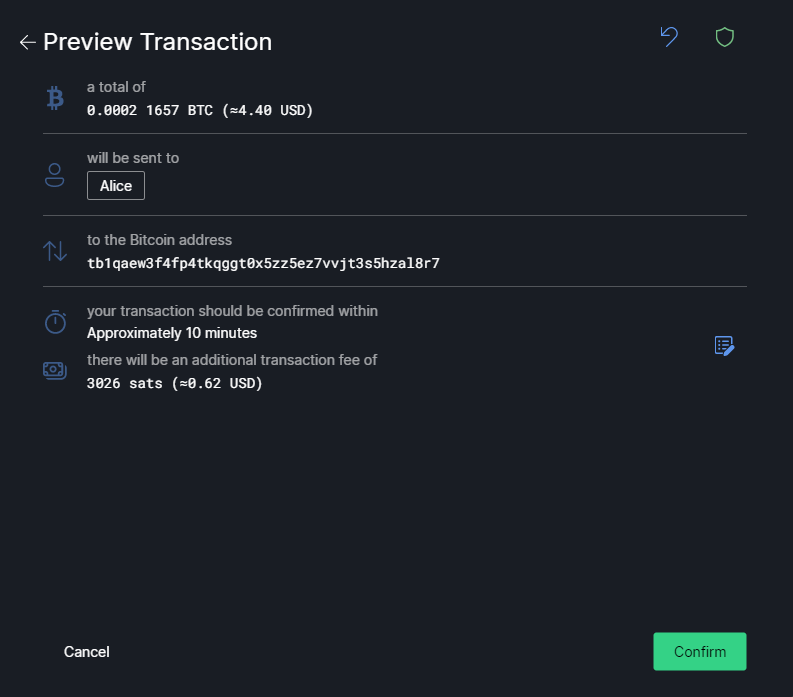 Preview Transaction
a total of
0.0002 1657 BTC (≈4.40 USD)
will be sent to
Alice
to the Bitcoin address
tb1qaew3f4fp4tkqggt0x5zz5ez7vvjt3s5hzal8r7
your transaction should be confirmed within
Approximately 10 minutes
there will be an additional transaction fee of
3026 sats (≈0.62 USD)
Cancel
Confirm